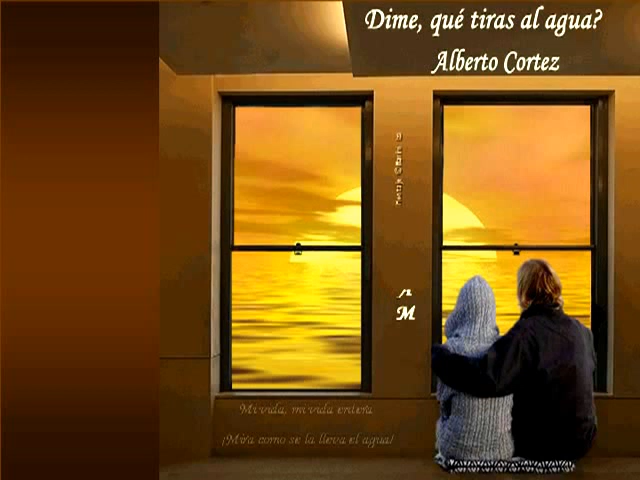 Dime, qué tiras al agua?
Alberto Cortez
M
Mi vida, mi vida entera
¡Mira como se la lleva el agua!